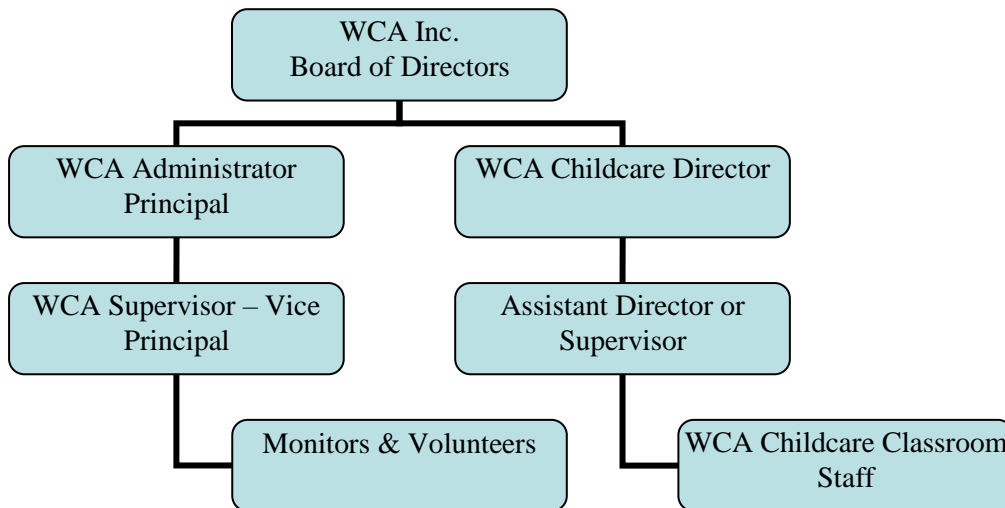 WCA Inc.
Board of Directors
WCA Administrator
Principal
WCA Childcare Director
WCA Supervisor – Vice
Principal
Assistant Director or
Supervisor
Monitors & Volunteers
WCA Childcare Classroom
Staff